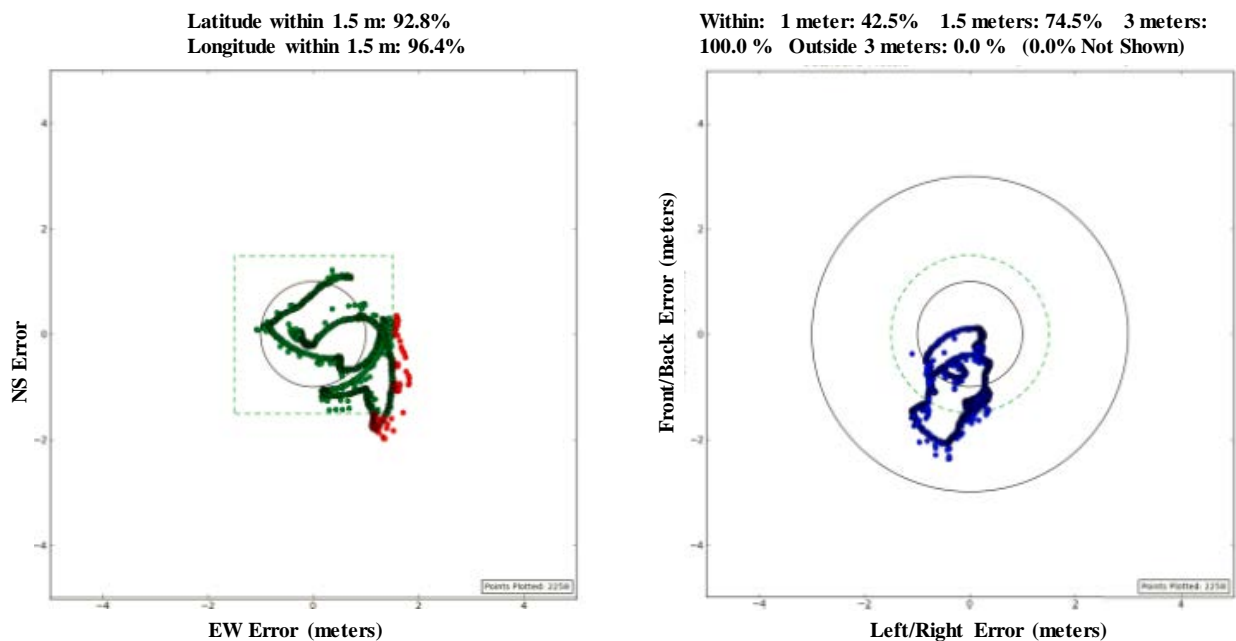 Latitude within 1.5 m: 92.8%
Longitude within 1.5 m: 96.4%
4
2
0
−2
−4
NS Error
−4
−2
0
2
4
EW Error (meters)
Points Plotted: 2258
Within: 1 meter: 42.5% 1.5 meters: 74.5% 3 meters:
100.0 % Outside 3 meters: 0.0 % (0.0% Not Shown)
4
2
0
−2
−4
Front/Back Error (meters)
−4
−2
0
2
4
Left/Right Error (meters)
Points Plotted: 2258